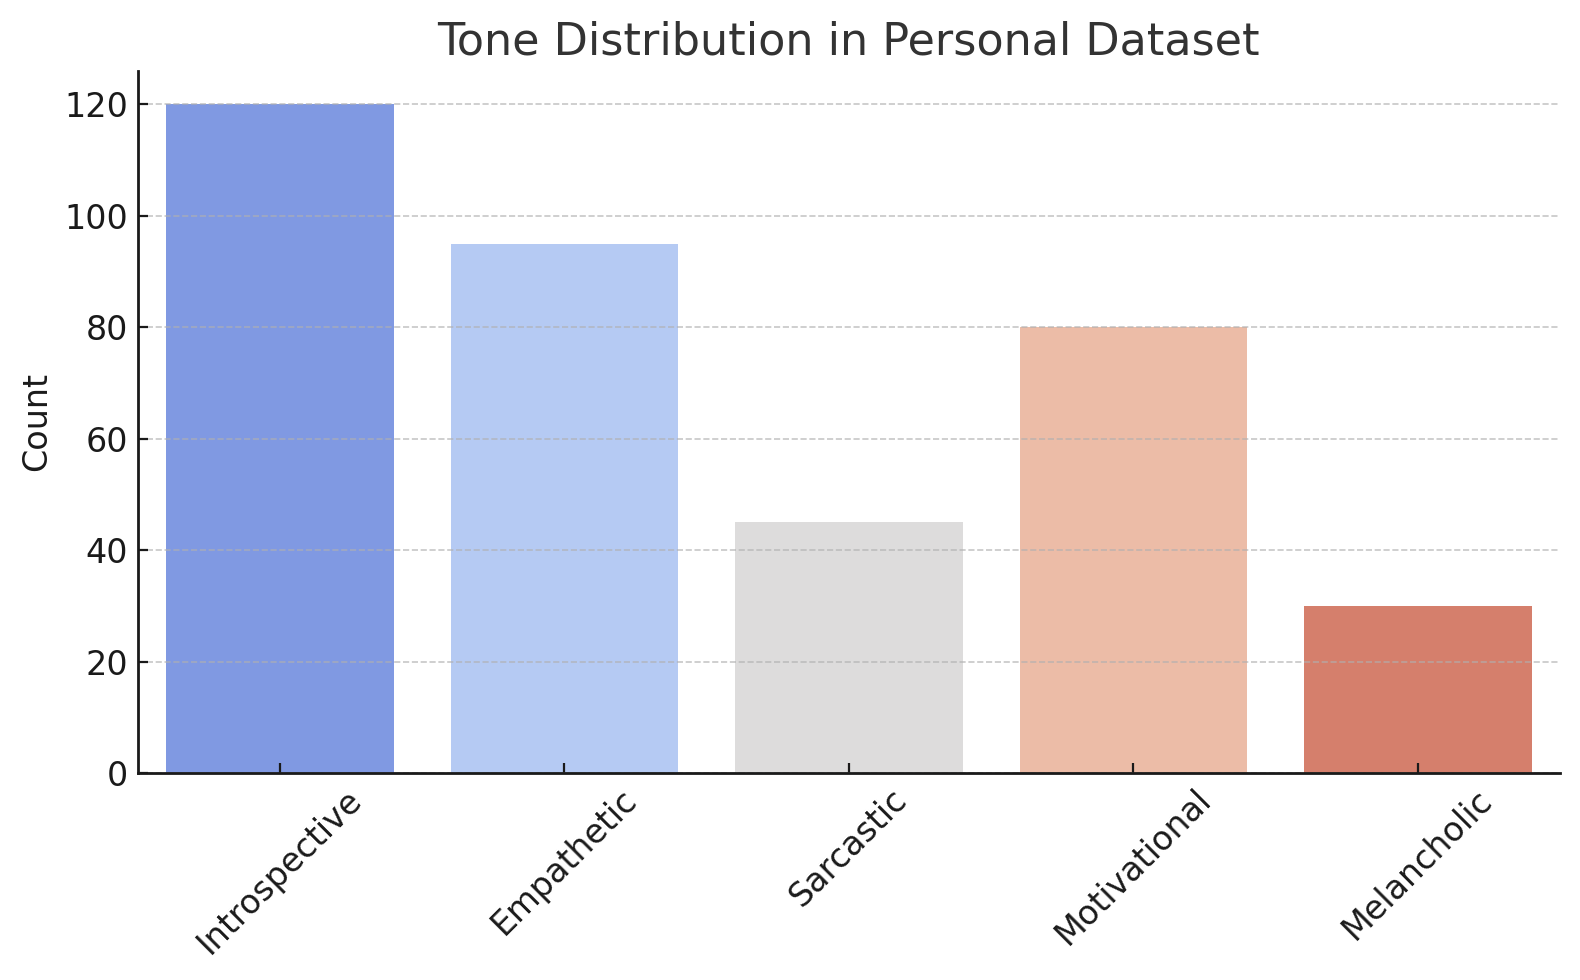 Tone Distribution in Personal Dataset
120
100
80
60
40
20
0
Count
Introspective
Empathetic
Sarcastic
Motivational
Melancholic